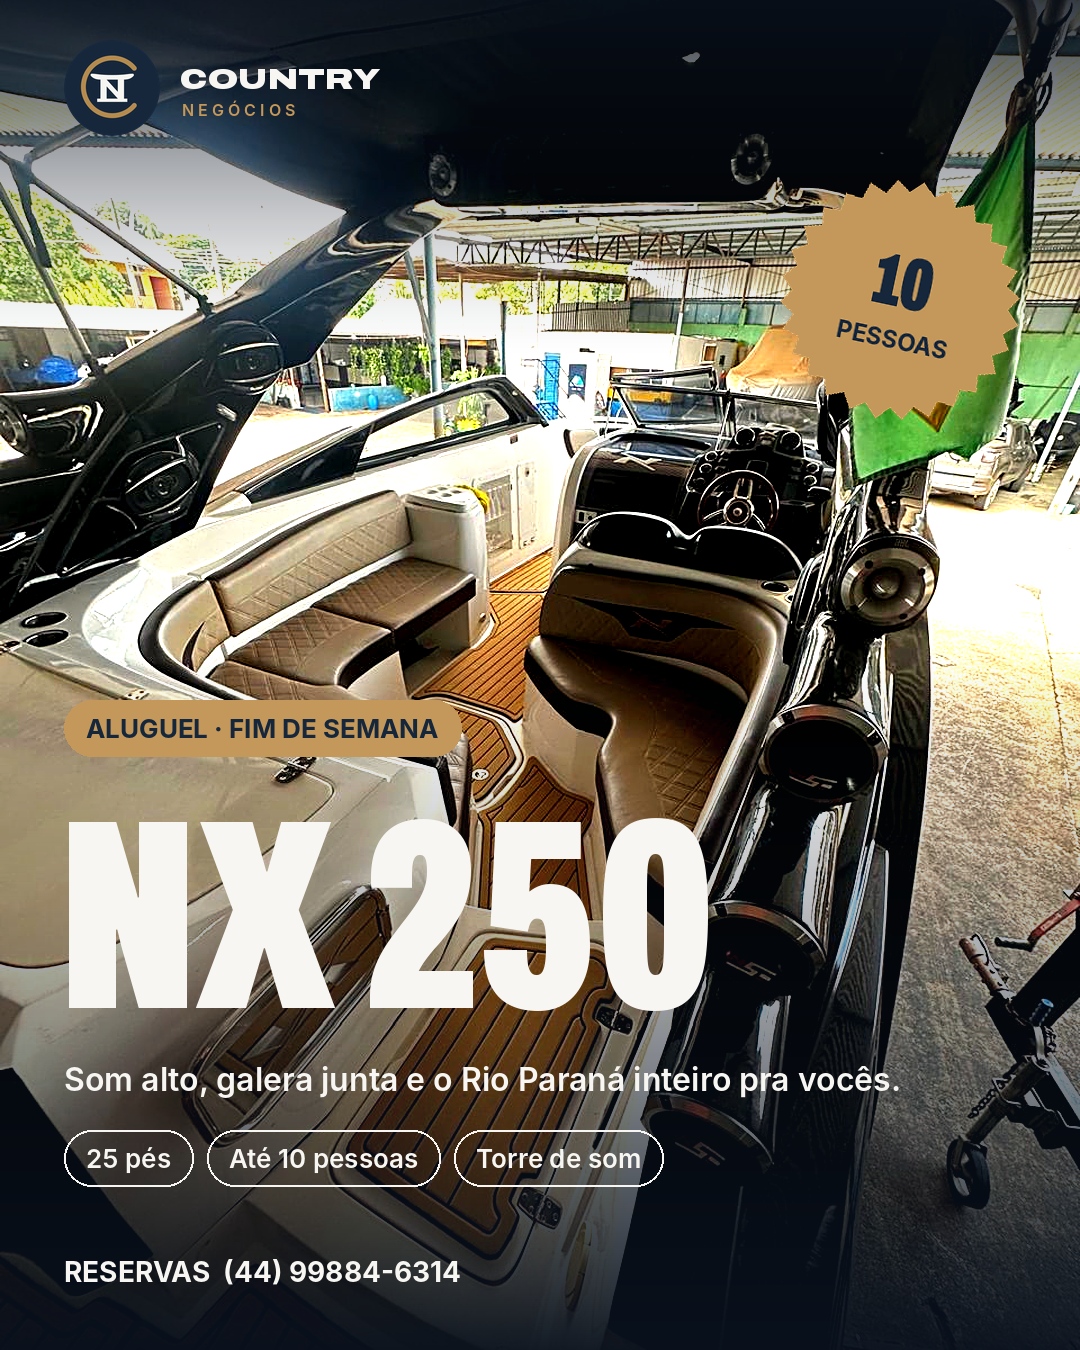 COUNTRY
NEGÓCIOS
10
PESSOAS
ALUGUEL · FIM DE SEMANA
NX 250
Som alto, galera junta e o Rio Paraná inteiro pra vocês.
25 pés
Até 10 pessoas
Torre de som
RESERVAS (44) 99884-6314